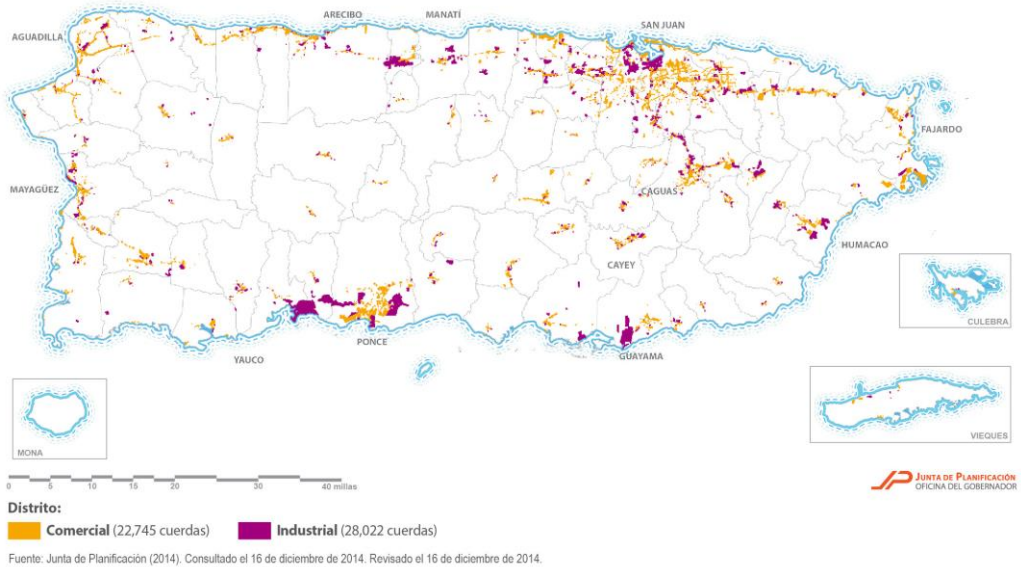 ARECIBO
MANATÍ
SAN JUAN
AGUADILLA
FAJARDO
MAYAGÜEZ
CAGUAS
HUMACAO
CAYEY
CULEBRA
PONCE
GUAYAMA
YAUCO
VIEQUES
MONA
0 5 10 15 20 30 40 millas
JP JUNTA DE PLANIFICACIÓN
OFICINA DEL GOBERNADOR
Distrito:
Comercial (22,745 cuerdas) Industrial (28,022 cuerdas)
Fuente: Junta de Planificación (2014). Consultado el 16 de diciembre de 2014. Revisado el 16 de diciembre de 2014.